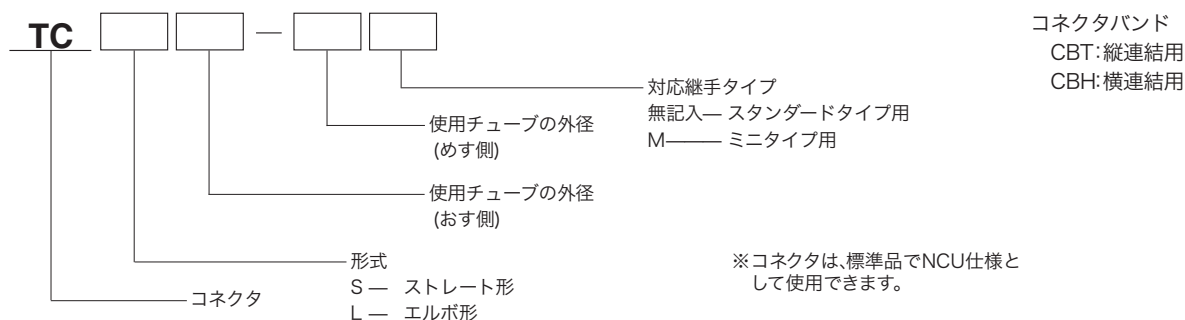 TC －
コネクタバンド
CBT：縦連結用
CBH：横連結用
対応継手タイプ
無記入― スタンダードタイプ用
M――― ミニタイプ用
使用チューブの外径
(めす側)
使用チューブの外径
(おす側)
形式
S ― ストレート形
L ― エルボ形
コネクタ
※コネクタは、標準品でNCU仕様と
して使用できます。